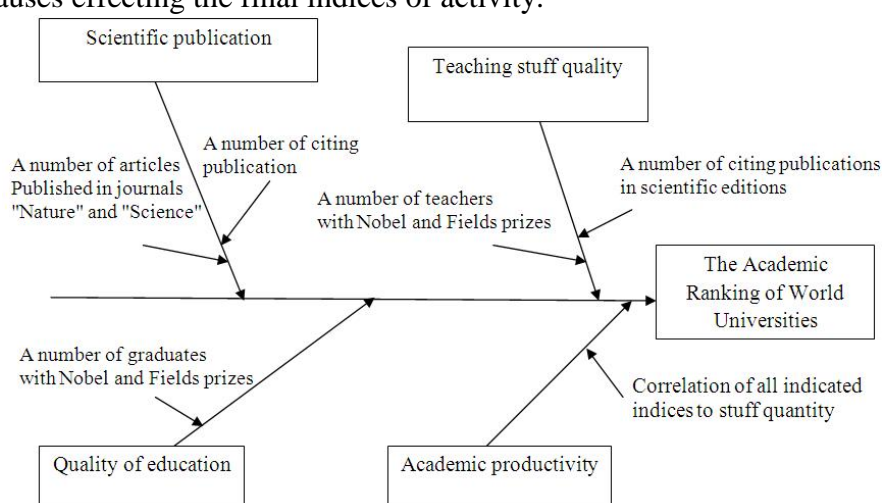 auses effecting the final indices of activity.
Scientific publication
Teaching stuff quality
A number of citing
publication
A number of articles
Published in journals
"Nature" and "Science"
A number of teachers
with Nobel and Fields prizes
A number of citing publications
in scientific editions
The Academic
Ranking of World
Universities
A number of graduates
with Nobel and Fields prizes
Correlation of all indicated
indices to stuff quantity
Quality of education
Academic productivity